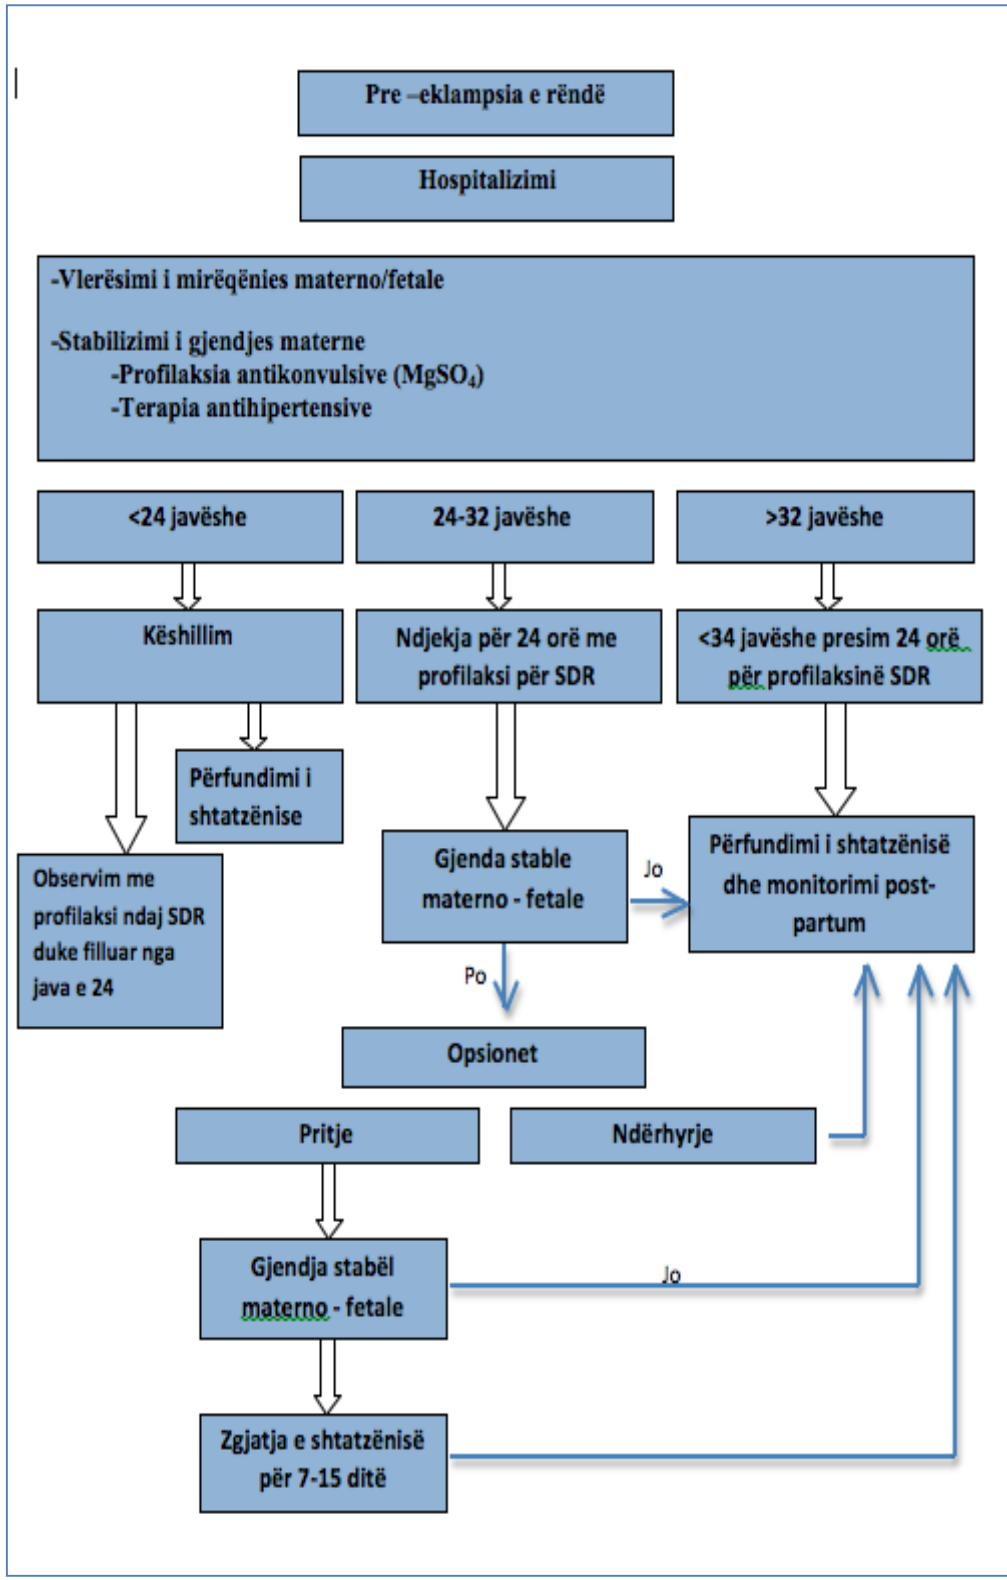 Pre –eklampsia e rëndë
Hospitalizimi
-Vlerësimi i mirëqënies materno/fetale
-Stabilizimi i gjendjes materne
-Profilaksia antikonvulsive (MgSO₄)
-Terapia antihipertensive
<24 javëshe
24-32 javëshe
>32 javëshe
Këshillim
Ndjekja për 24 orë me
profilaksi për SDR
<34 javëshe presim 24 orë
për profilaksinë SDR
Përfundimi i
shtatzënise
Observim me
profilaksi ndaj SDR
duke filluar nga
java e 24
Gjenda stable
materno - fetale
Jo
Përfundimi i shtatzënisë
dhe monitorimi post-
partum
Po
Opsionet
Pritje
Ndërhyrje
Gjendja stabël
materno - fetale
Jo
Zgjatja e shtatzënisë
për 7-15 ditë